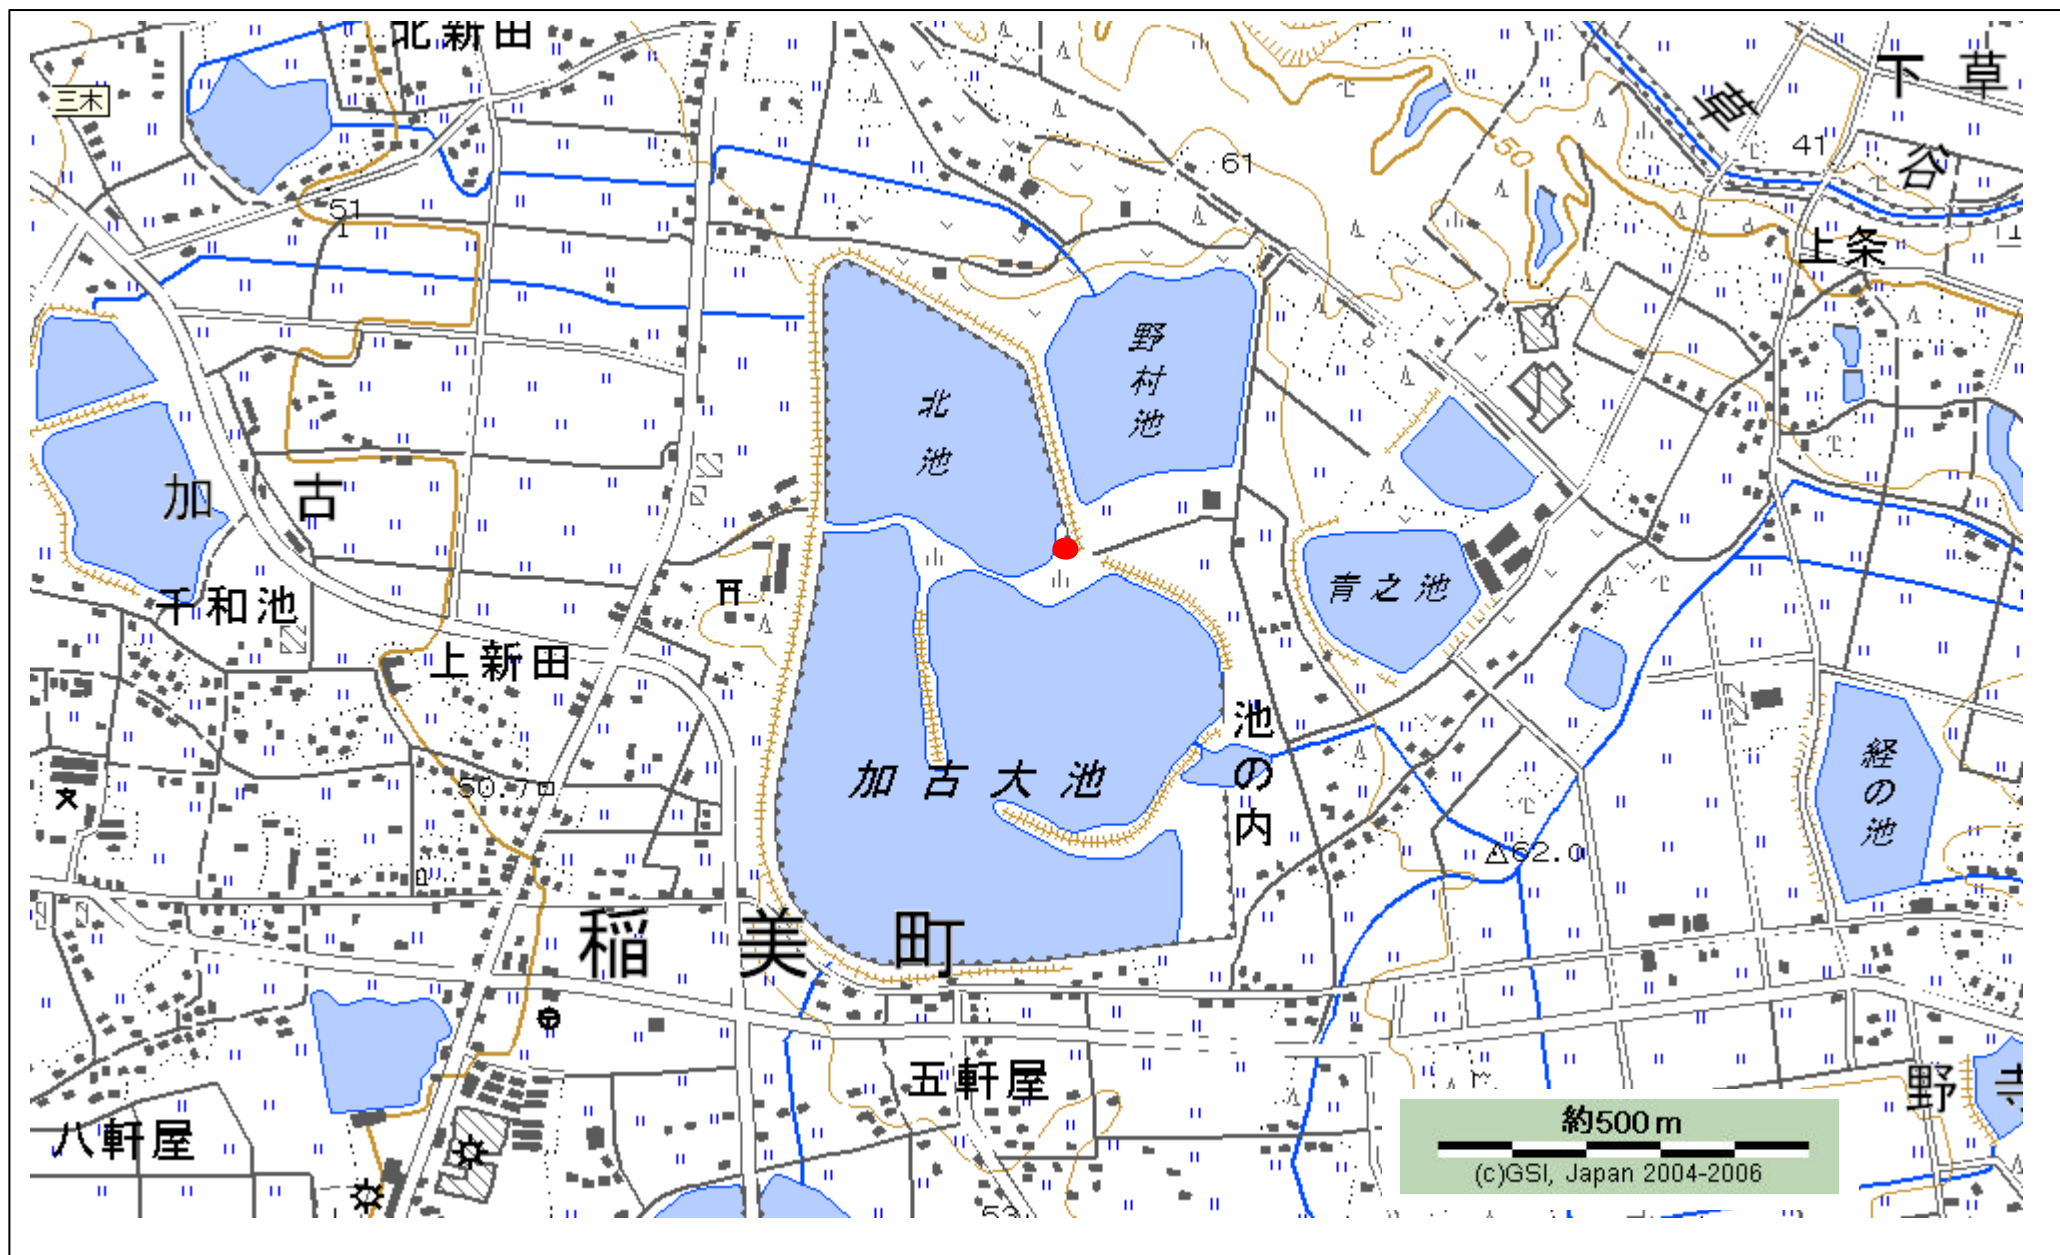 北新田
三木
下草
草谷
41
61
50
51
上条
野村池
北池
加古
千和池
上新田
青之池
池の内
加古大池
経の池
50.7
62.0
稲美町
五軒屋
八軒屋
野寺
約500m
(c)GSI, Japan 2004-2006